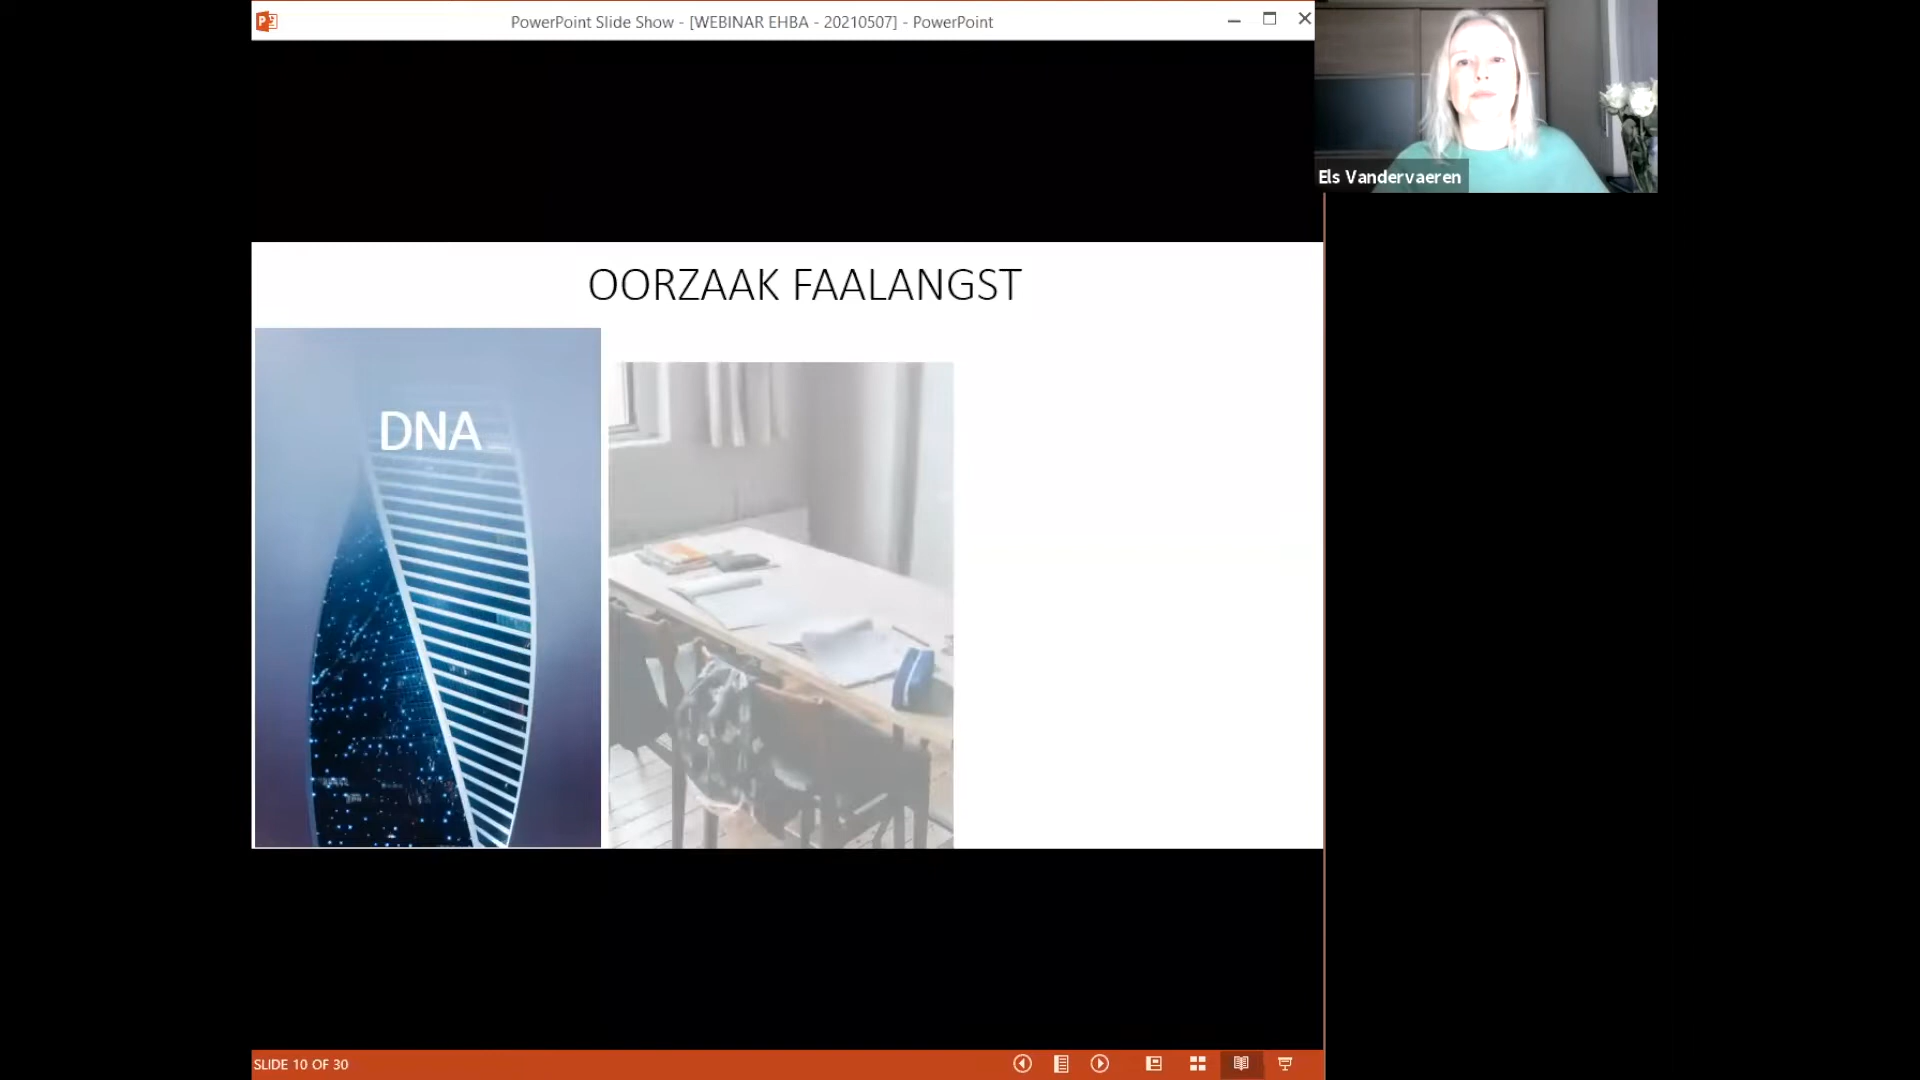 PowerPoint Slide Show - [WEBINAR EHBA - 20210507] - PowerPoint
Els Vandervaeren
OORZAAK FAALANGST
DNA
SLIDE 10 OF 30